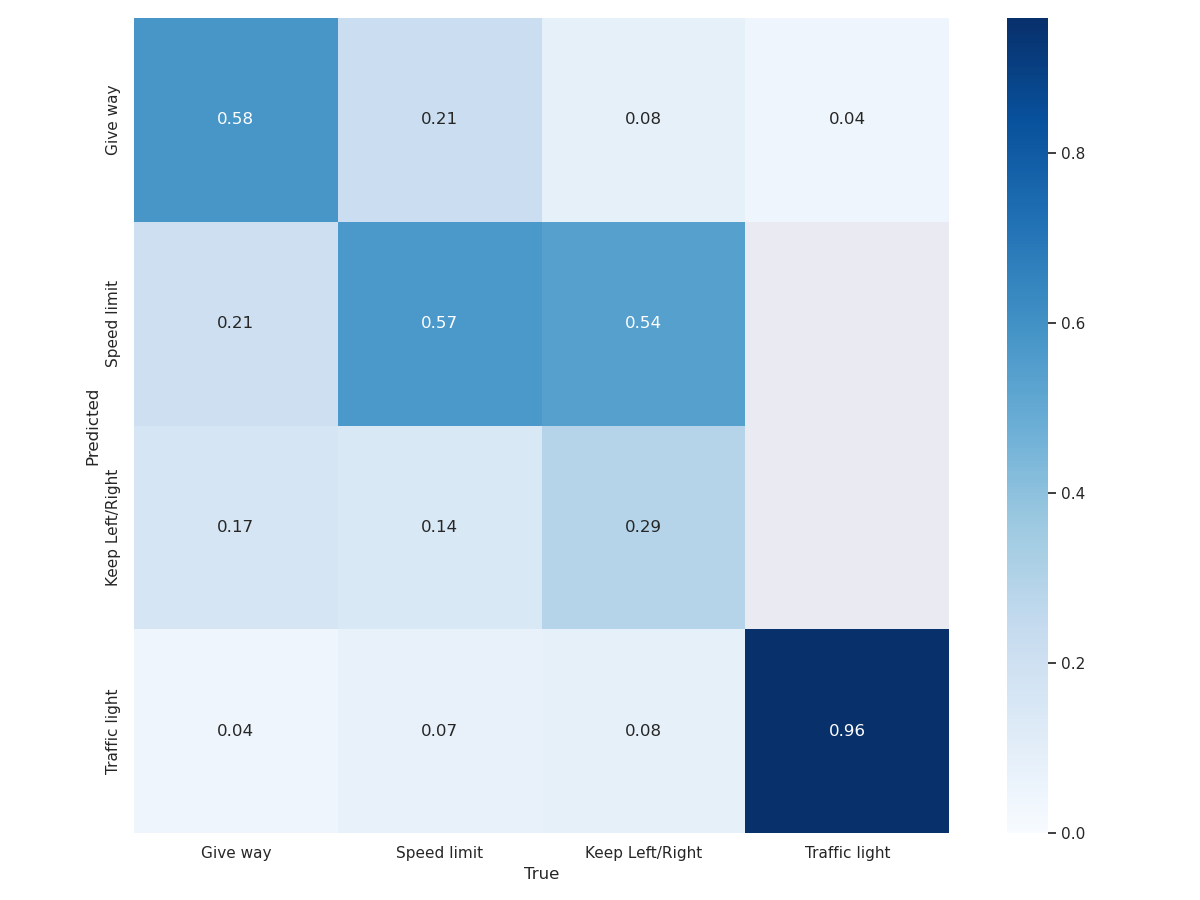 Give way
0.58 0.21 0.08 0.04
Speed limit
0.21 0.57 0.54
Keep Left/Right
0.17 0.14 0.29
Traffic light
0.04 0.07 0.08 0.96
Predicted
Give way Speed limit Keep Left/Right Traffic light
True
0.8
0.6
0.4
0.2
0.0